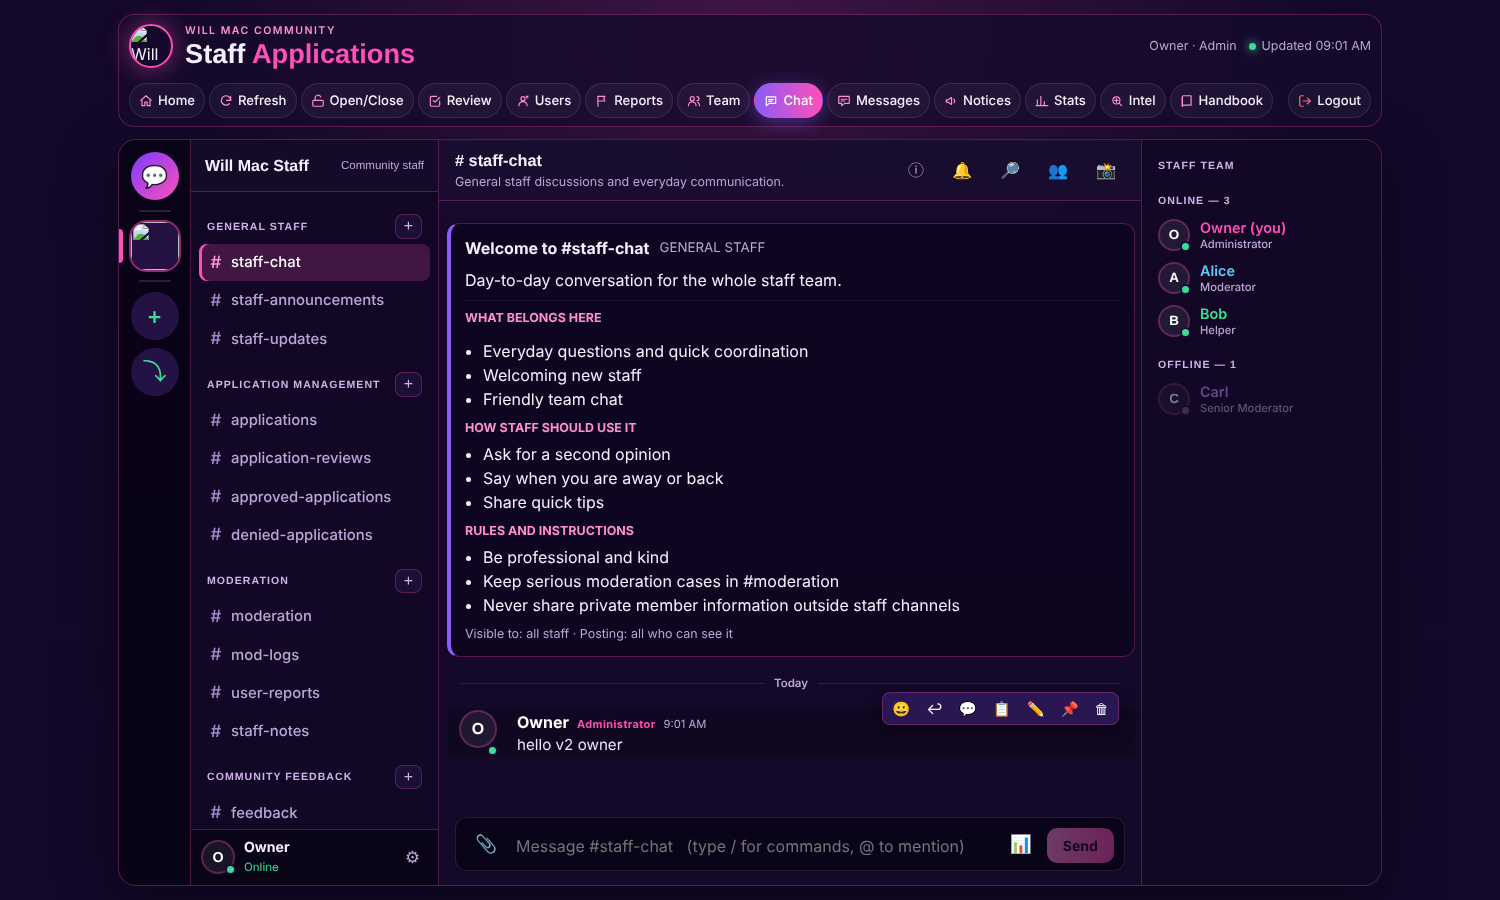 Will
WILL MAC COMMUNITY
Staff Applications
Owner · Admin Updated 09:01 AM
Home Refresh Open/Close Review Users Reports Team Chat Messages Notices Stats Intel Handbook Logout
Will Mac Staff Community staff
GENERAL STAFF +
# staff-chat
# staff-announcements
# staff-updates
APPLICATION MANAGEMENT +
# applications
# application-reviews
# approved-applications
# denied-applications
MODERATION +
# moderation
# mod-logs
# user-reports
# staff-notes
COMMUNITY FEEDBACK +
# feedback
O Owner
Online
# staff-chat
General staff discussions and everyday communication.
Welcome to #staff-chat GENERAL STAFF
Day-to-day conversation for the whole staff team.
WHAT BELONGS HERE
• Everyday questions and quick coordination
• Welcoming new staff
• Friendly team chat
HOW STAFF SHOULD USE IT
• Ask for a second opinion
• Say when you are away or back
• Share quick tips
RULES AND INSTRUCTIONS
• Be professional and kind
• Keep serious moderation cases in #moderation
• Never share private member information outside staff channels
Visible to: all staff · Posting: all who can see it
Today
O Owner Administrator 9:01 AM
hello v2 owner
Message #staff-chat (type / for commands, @ to mention) Send
STAFF TEAM
ONLINE — 3
O Owner (you)
Administrator
A Alice
Moderator
B Bob
Helper
OFFLINE — 1
C Carl
Senior Moderator